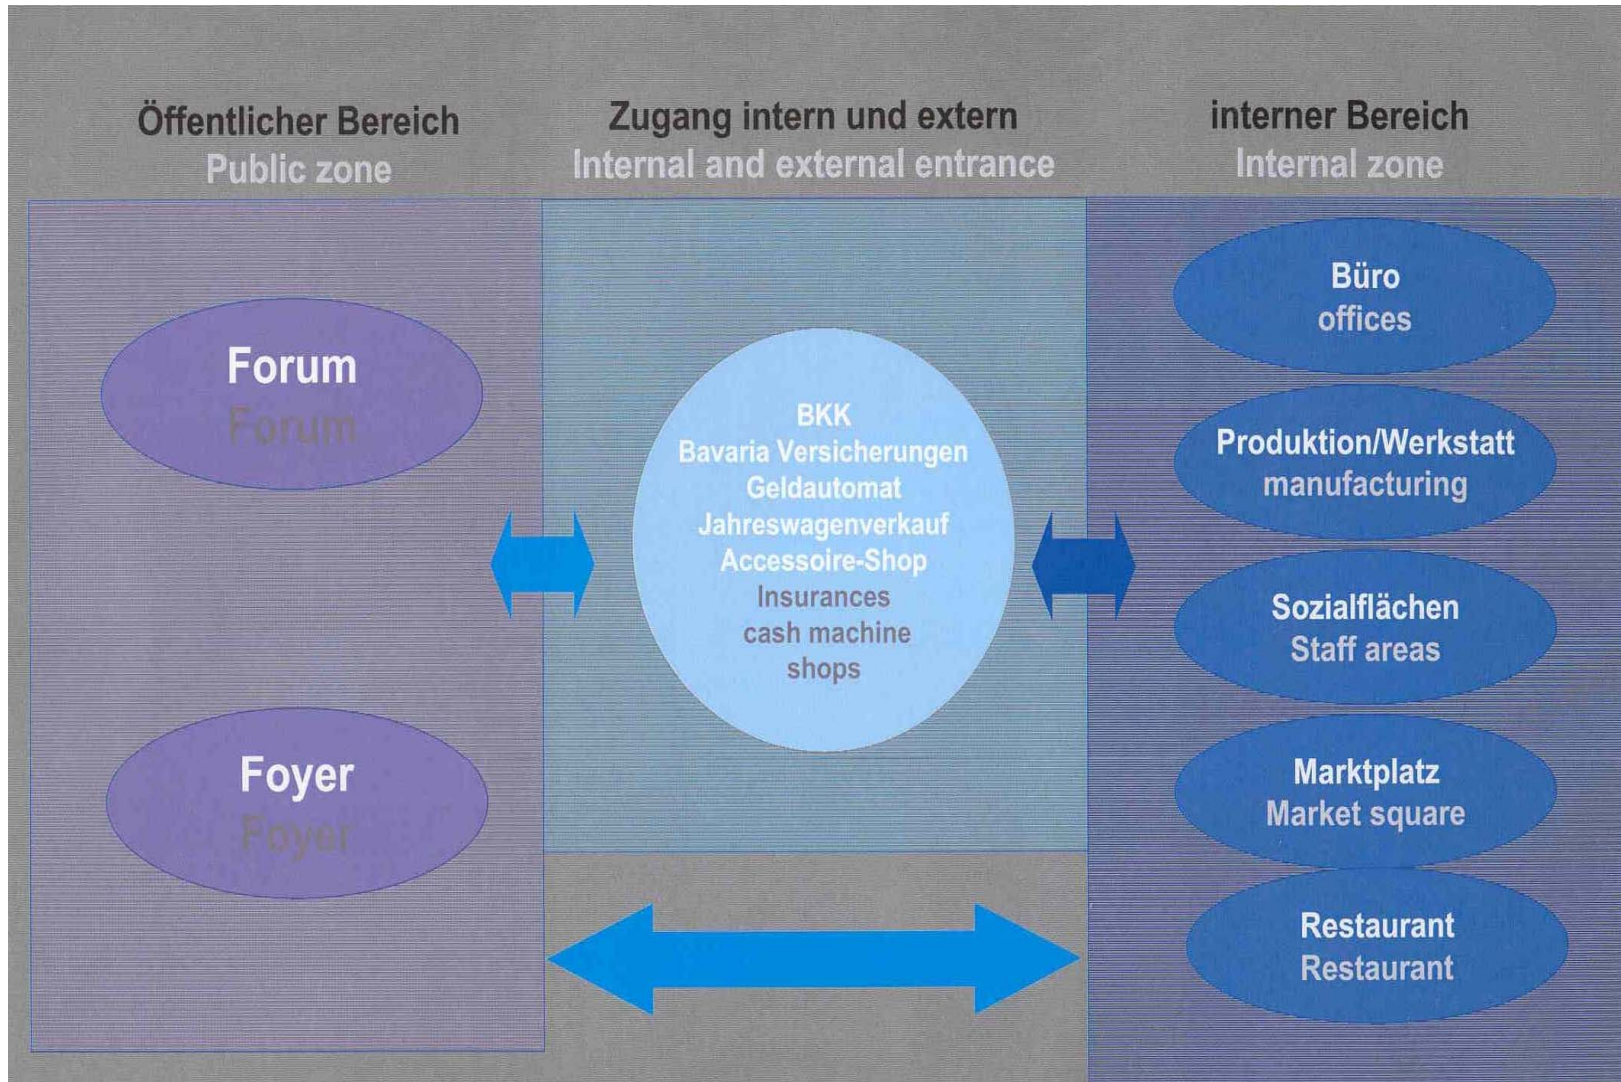 Öffentlicher Bereich
Public zone
Zugang intern und extern
Internal and external entrance
interner Bereich
Internal zone
Forum
Forum
Foyer
Foyer
BKK
Bavaria Versicherungen
Geldautomat
Jahreswagenverkauf
Accessoire-Shop
Insurances
cash machine
shops
Büro
offices
Produktion/Werkstatt
manufacturing
Sozialflächen
Staff areas
Marktplatz
Market square
Restaurant
Restaurant